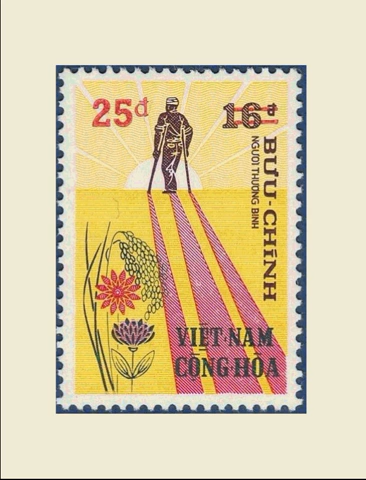 25đ
16đ
BƯU-CHÍNH
NGƯỜI THƯƠNG BINH
VIỆT-NAM
CỘNG-HÒA